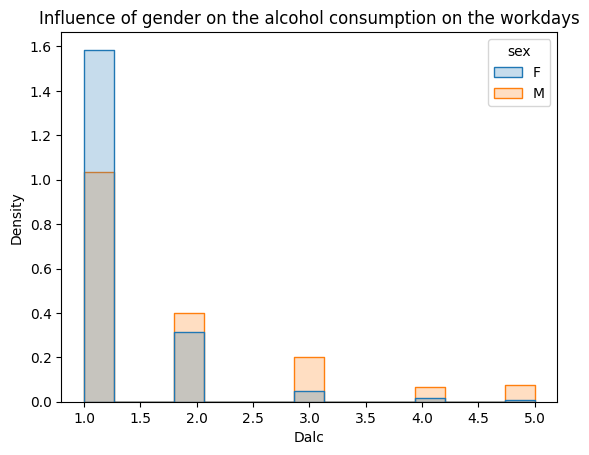 Influence of gender on the alcohol consumption on the workdays
sex
F
M
1.6
1.4
1.2
1.0
0.8
0.6
0.4
0.2
0.0
Density
1.0 1.5 2.0 2.5 3.0 3.5 4.0 4.5 5.0
Dalc